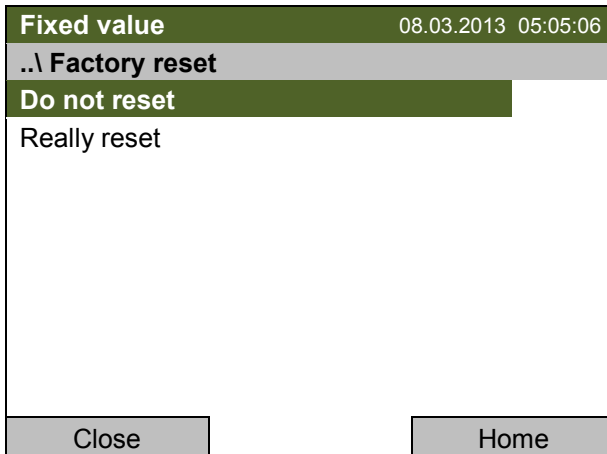 Fixed value 08.03.2013 05:05:06
..\ Factory reset
Do not reset
Really reset
Close Home